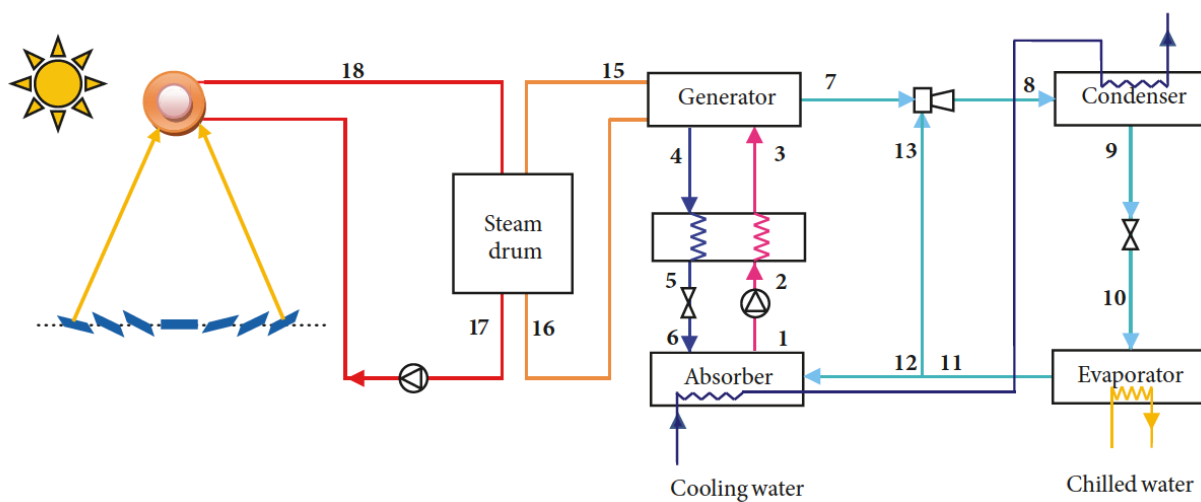 18
15
7
8
Generator
Condenser
4
3
13
9
Steam
drum
5
2
10
17
16
6
1
12
11
Absorber
Evaporator
Cooling water
Chilled water